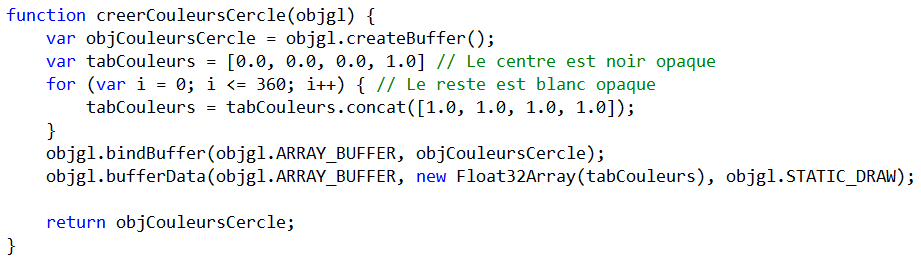 function creerCouleursCercle(objgl) {
    var objCouleursCercle = objgl.createBuffer();
    var tabCouleurs = [0.0, 0.0, 0.0, 1.0] // Le centre est noir opaque
    for (var i = 0; i <= 360; i++) { // Le reste est blanc opaque
        tabCouleurs = tabCouleurs.concat([1.0, 1.0, 1.0, 1.0]);
    }
    objgl.bindBuffer(objgl.ARRAY_BUFFER, objCouleursCercle);
    objgl.bufferData(objgl.ARRAY_BUFFER, new Float32Array(tabCouleurs), objgl.STATIC_DRAW);

    return objCouleursCercle;
}